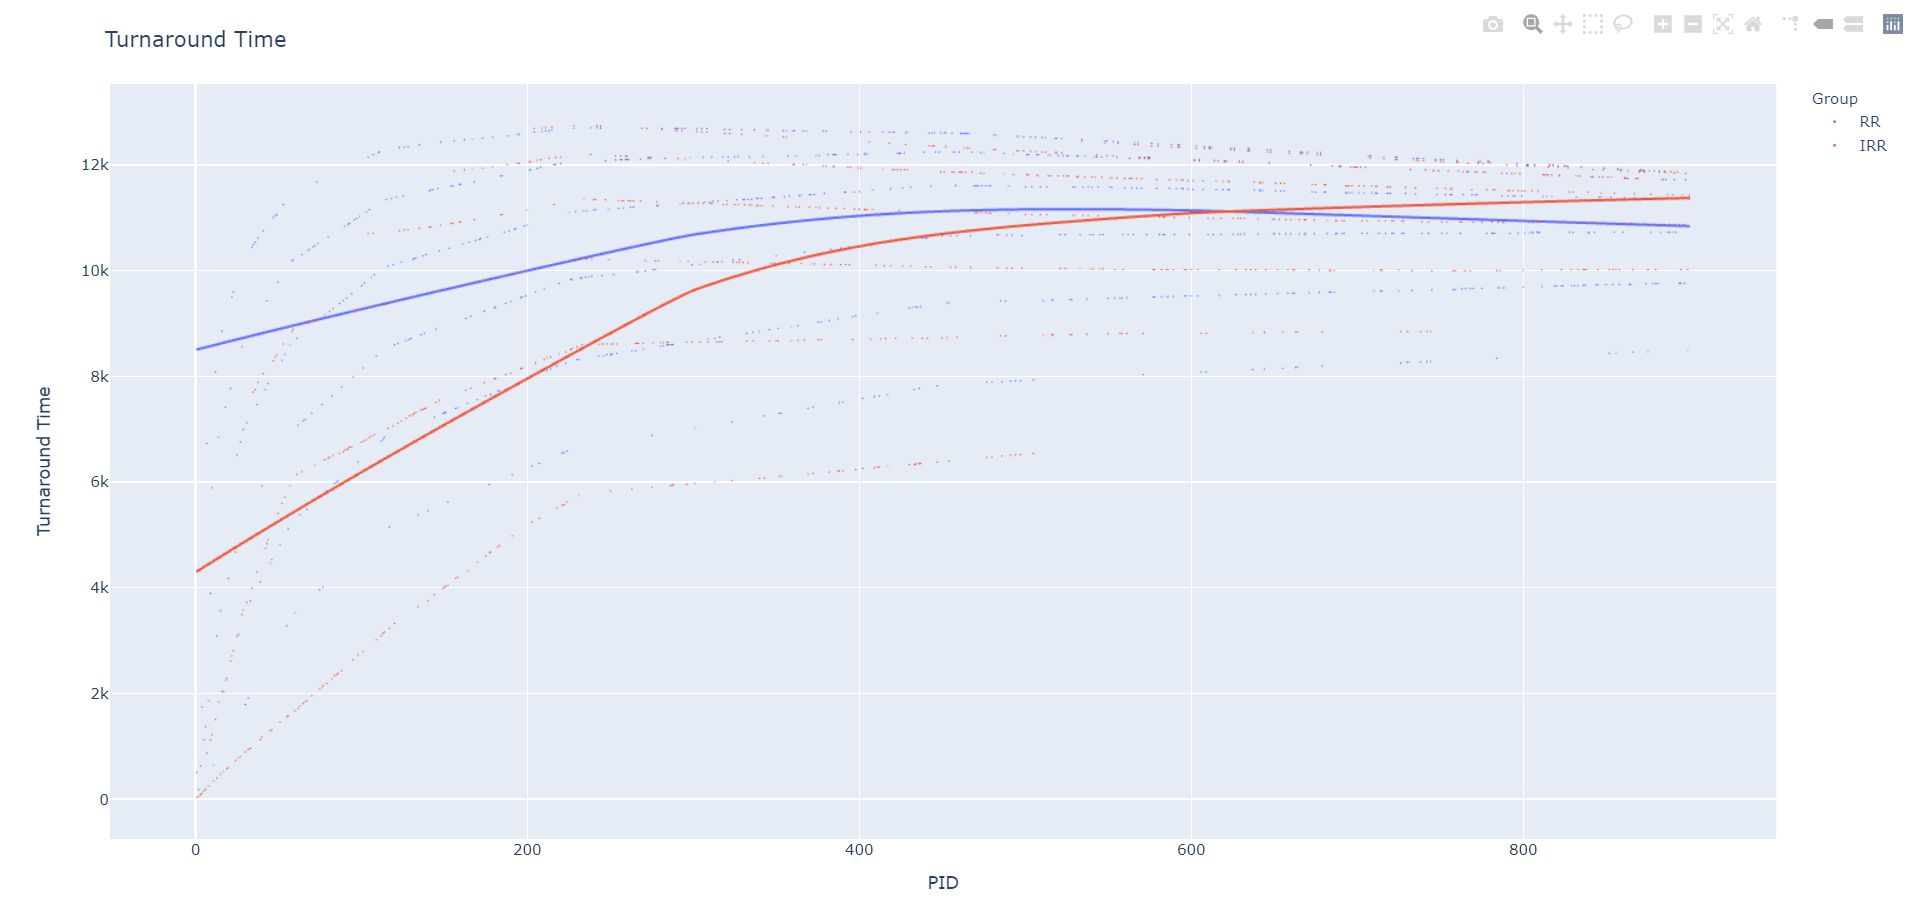 Turnaround Time
Group
RR
IRR
12k
10k
8k
6k
4k
2k
0
Turnaround Time
0
200
400
600
800
PID